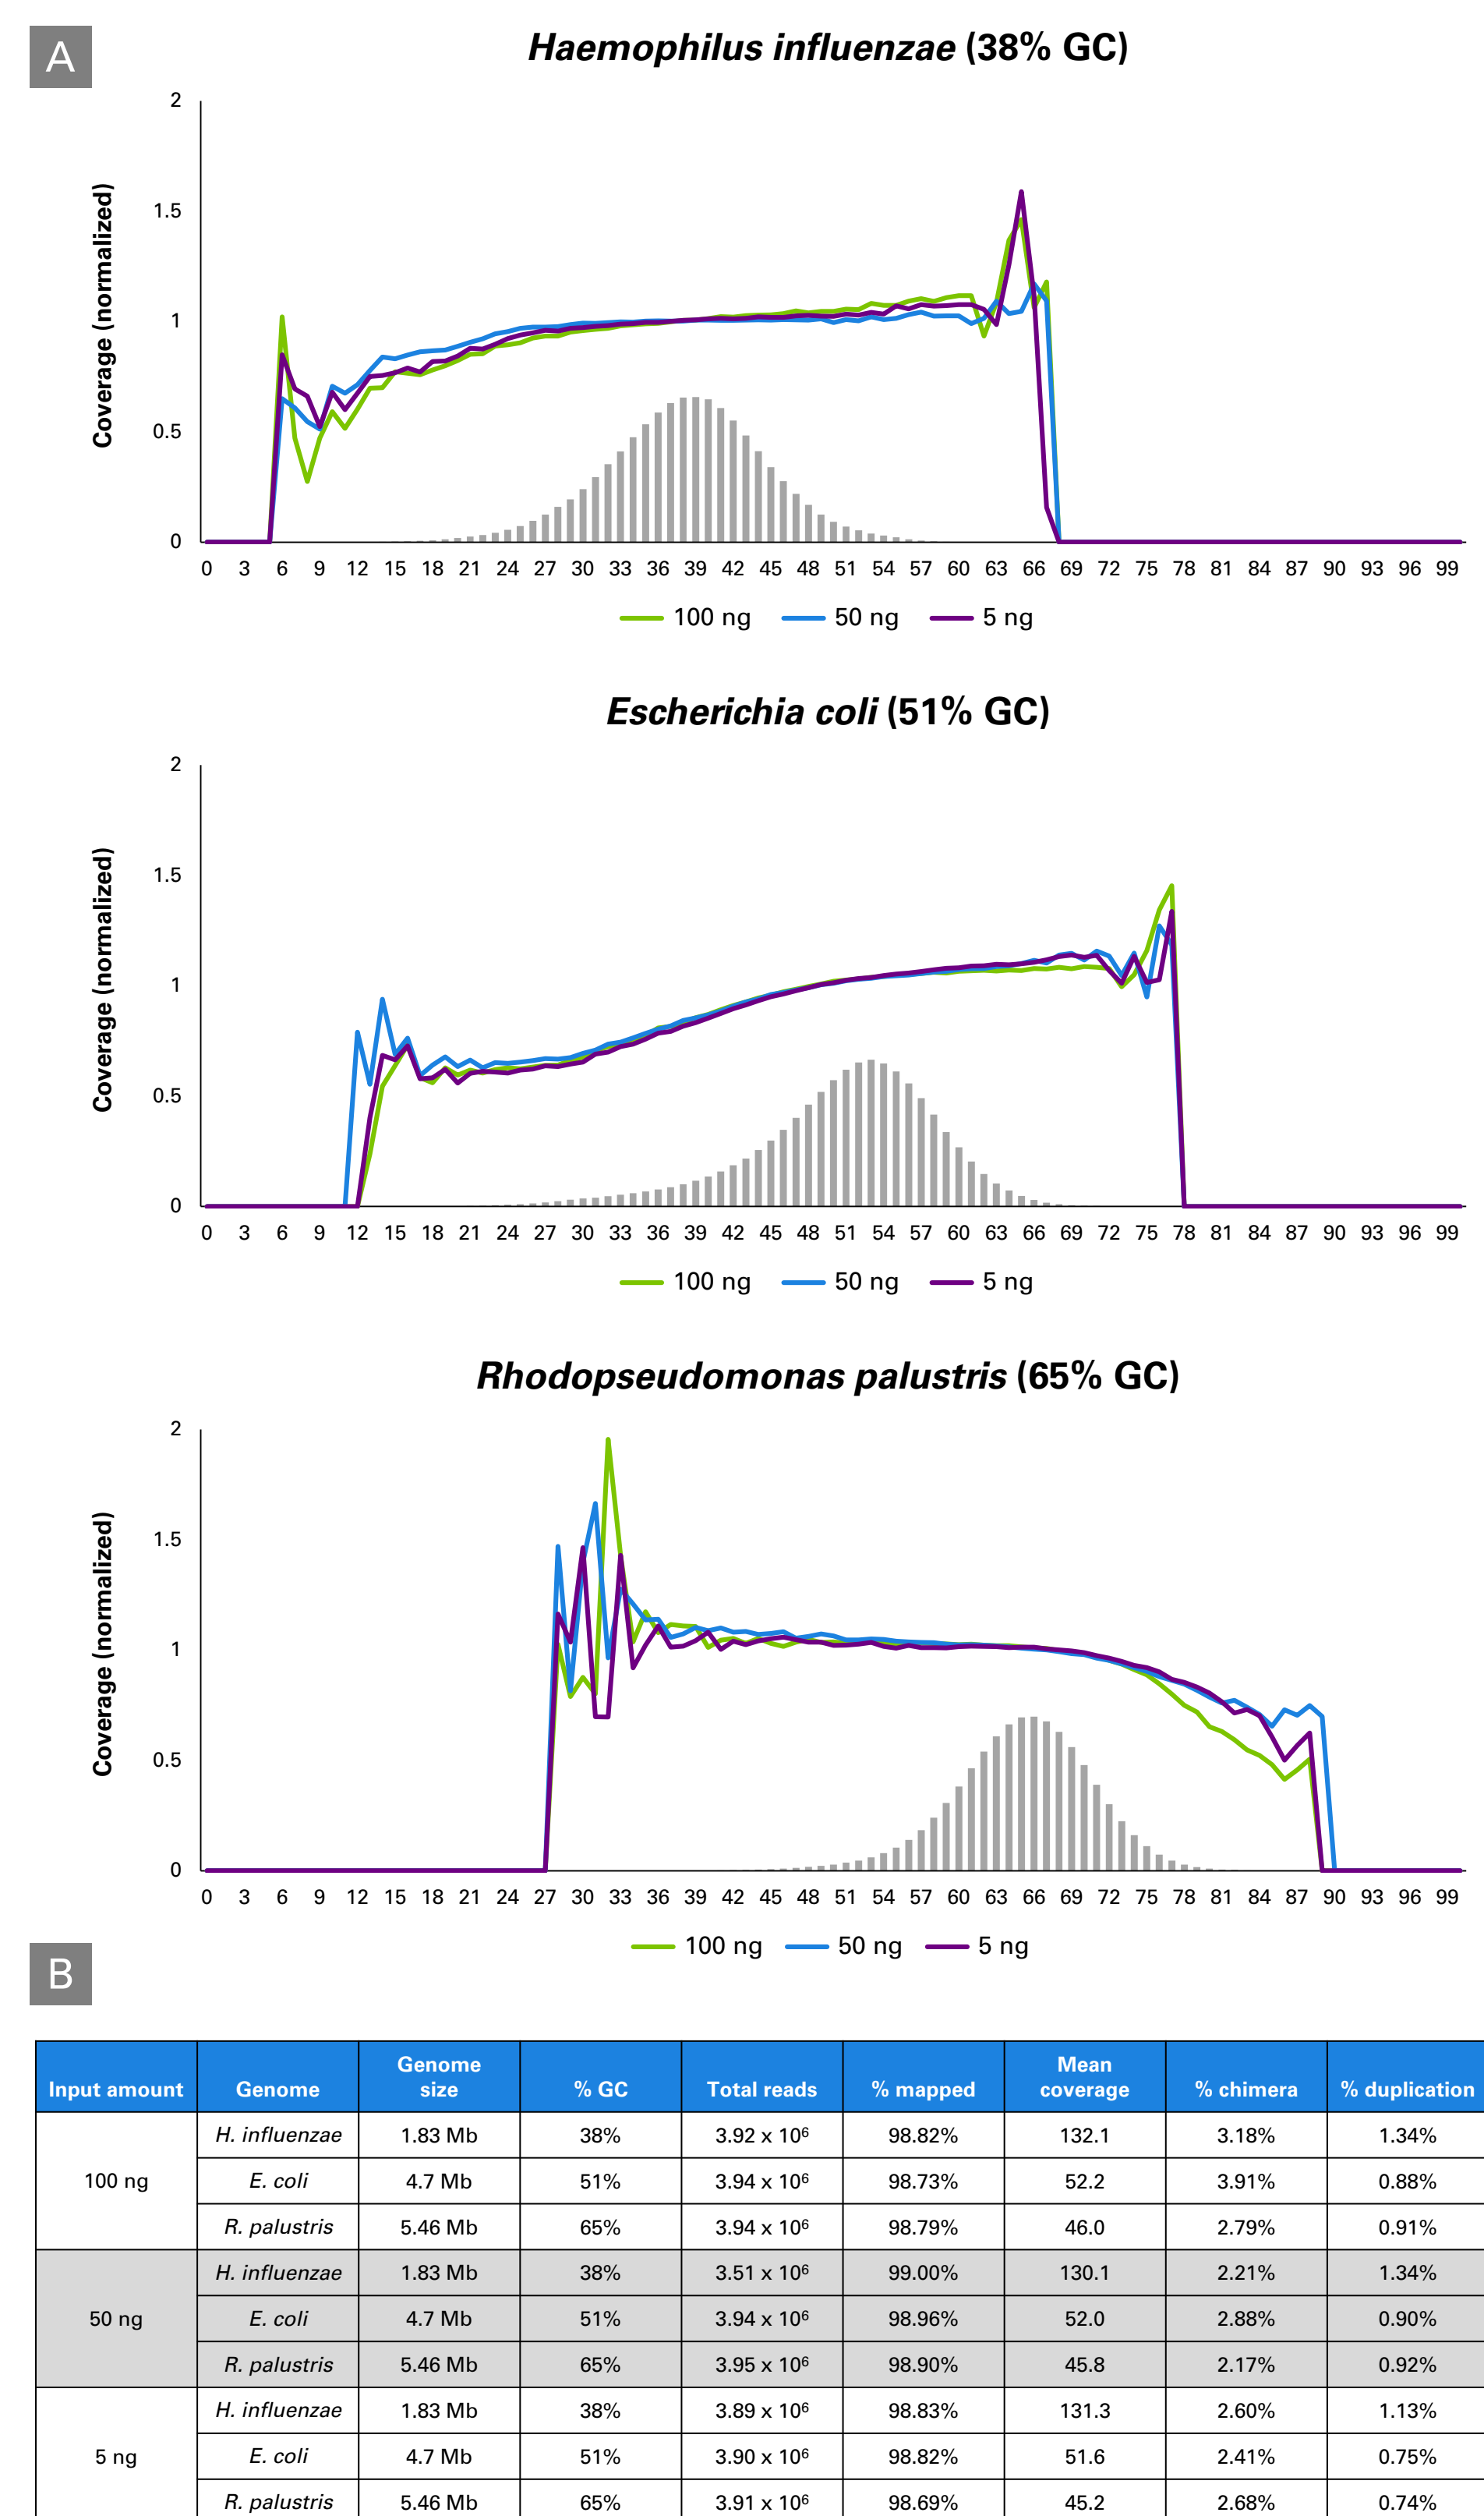 A
Haemophilus influenzae (38% GC)
Coverage (normalized)
2
1.5
1
0.5
0
0 3 6 9 12 15 18 21 24 27 30 33 36 39 42 45 48 51 54 57 60 63 66 69 72 75 78 81 84 87 90 93 96 99
100 ng 50 ng 5 ng
Escherichia coli (51% GC)
Coverage (normalized)
2
1.5
1
0.5
0
0 3 6 9 12 15 18 21 24 27 30 33 36 39 42 45 48 51 54 57 60 63 66 69 72 75 78 81 84 87 90 93 96 99
100 ng 50 ng 5 ng
Rhodopseudomonas palustris (65% GC)
Coverage (normalized)
2
1.5
1
0.5
0
0 3 6 9 12 15 18 21 24 27 30 33 36 39 42 45 48 51 54 57 60 63 66 69 72 75 78 81 84 87 90 93 96 99
100 ng 50 ng 5 ng
B
Input amount Genome Genome size % GC Total reads % mapped Mean coverage % chimera % duplication
100 ng
H. influenzae 1.83 Mb 38% 3.92 x 10⁶ 98.82% 132.1 3.18% 1.34%
E. coli 4.7 Mb 51% 3.94 x 10⁶ 98.73% 52.2 3.91% 0.88%
R. palustris 5.46 Mb 65% 3.94 x 10⁶ 98.79% 46.0 2.79% 0.91%
50 ng
H. influenzae 1.83 Mb 38% 3.51 x 10⁶ 99.00% 130.1 2.21% 1.34%
E. coli 4.7 Mb 51% 3.94 x 10⁶ 98.96% 52.0 2.88% 0.90%
R. palustris 5.46 Mb 65% 3.95 x 10⁶ 98.90% 45.8 2.17% 0.92%
5 ng
H. influenzae 1.83 Mb 38% 3.89 x 10⁶ 98.83% 131.3 2.60% 1.13%
E. coli 4.7 Mb 51% 3.90 x 10⁶ 98.82% 51.6 2.41% 0.75%
R. palustris 5.46 Mb 65% 3.91 x 10⁶ 98.69% 45.2 2.68% 0.74%